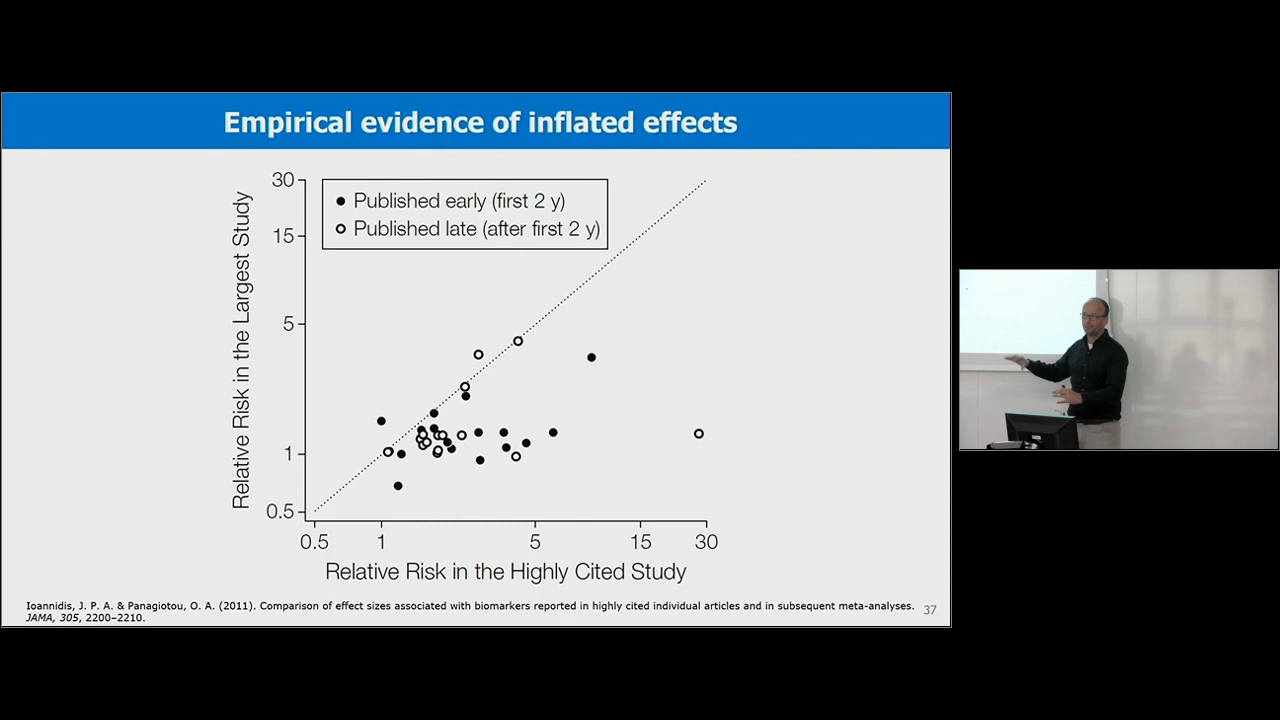 Empirical evidence of inflated effects
Relative Risk in the Largest Study
30
15
5
1
0.5
Published early (first 2 y)
Published late (after first 2 y)
0.5 1 5 15 30
Relative Risk in the Highly Cited Study
Ioannidis, J. P. A. & Panagiotou, O. A. (2011). Comparison of effect sizes associated with biomarkers reported in highly cited individual articles and in subsequent meta-analyses.
JAMA, 305, 2200–2210.
37